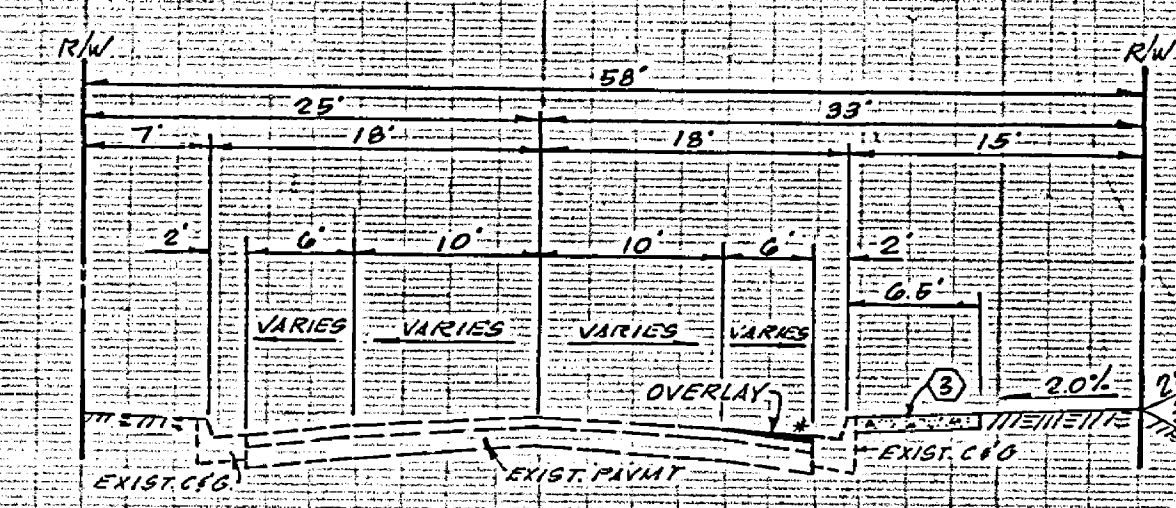 R/W R/W
58'
25' 33'
7' 18' 18' 15'
2' 6' 10' 10' 6' 2'
6.5'
VARIES VARIES VARIES VARIES
OVERLAY 3 2.0%
*
EXIST. C&G EXIST. PAVMT EXIST. C&G